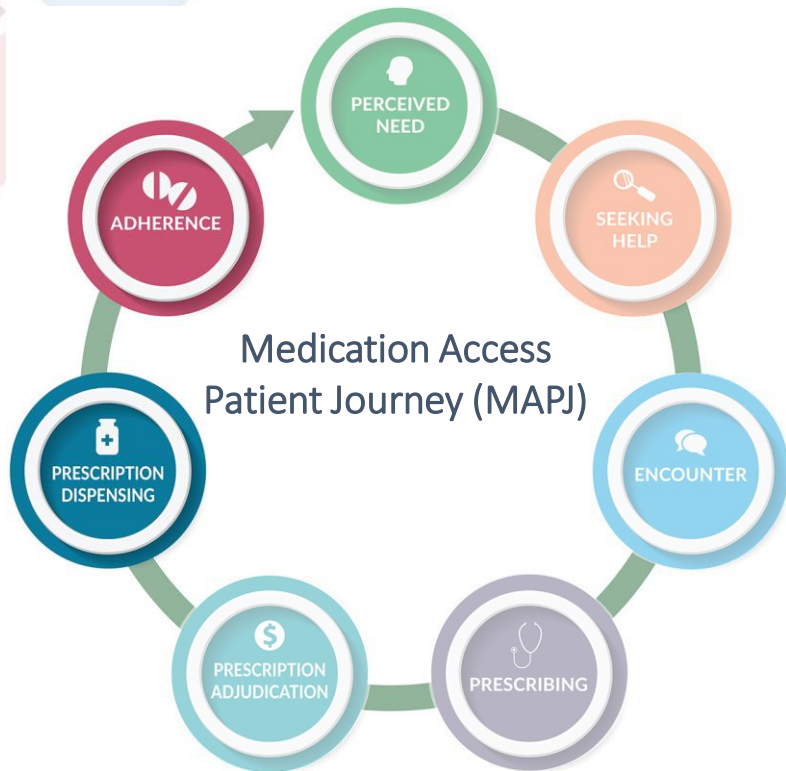 PERCEIVED
NEED
SEEKING
HELP
ENCOUNTER
PRESCRIBING
PRESCRIPTION
ADJUDICATION
PRESCRIPTION
DISPENSING
ADHERENCE
Medication Access
Patient Journey (MAPJ)